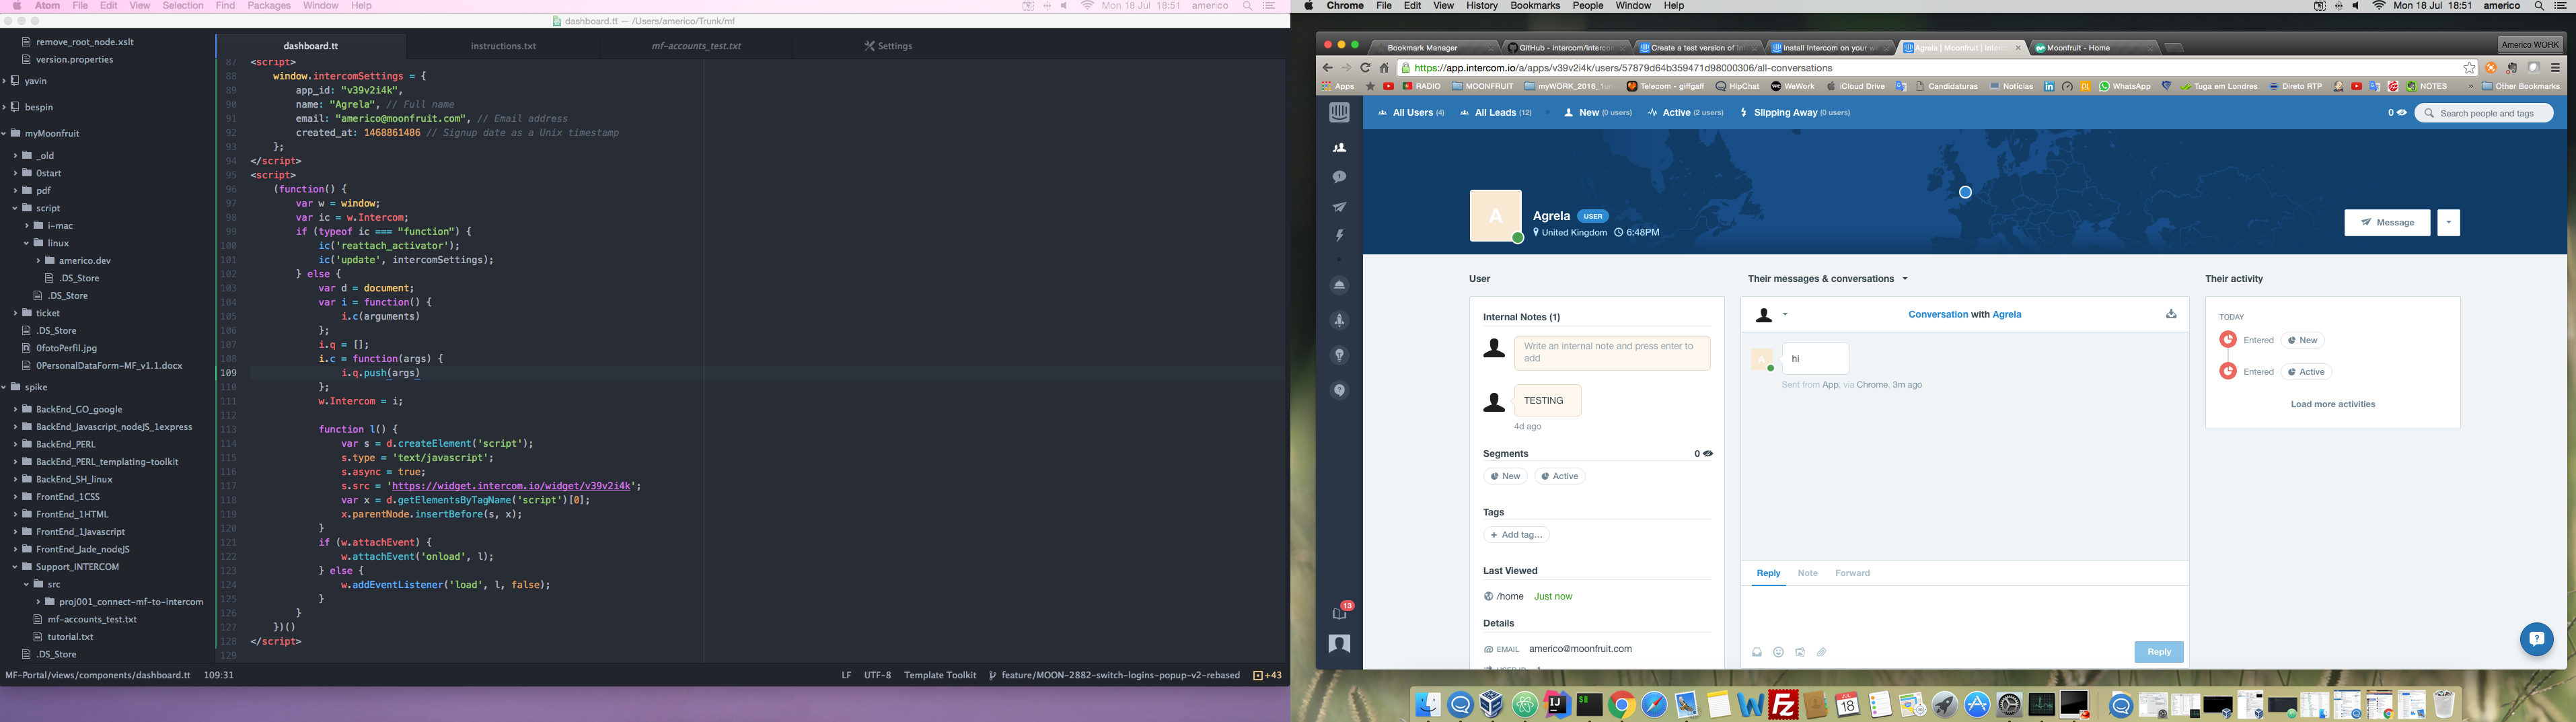 Atom File Edit View Selection Find Packages Window Help
Mon 18 Jul 18:51 americo
dashboard.tt — /Users/americo/Trunk/mf
remove_root_node.xslt
version.properties
yavin
bespin
myMoonfruit
_old
0start
pdf
script
i-mac
linux
americo.dev
.DS_Store
.DS_Store
ticket
.DS_Store
0fotoPerfil.jpg
0PersonalDataForm-MF_v1.1.docx
spike
BackEnd_GO_google
BackEnd_Javascript_nodeJS_1express
BackEnd_PERL
BackEnd_PERL_templating-toolkit
BackEnd_SH_linux
FrontEnd_1CSS
FrontEnd_1HTML
FrontEnd_1Javascript
FrontEnd_Jade_nodeJS
Support_INTERCOM
src
proj001_connect-mf-to-intercom
mf-accounts_test.txt
tutorial.txt
.DS_Store
dashboard.tt instructions.txt mf-accounts_test.txt Settings
87 <script>
88 window.intercomSettings = {
89 app_id: "v39v2i4k",
90 name: "Agrela", // Full name
91 email: "americo@moonfruit.com", // Email address
92 created_at: 1468861486 // Signup date as a Unix timestamp
93 };
94 </script>
95 <script>
96 (function() {
97 var w = window;
98 var ic = w.Intercom;
99 if (typeof ic === "function") {
100 ic('reattach_activator');
101 ic('update', intercomSettings);
102 } else {
103 var d = document;
104 var i = function() {
105 i.c(arguments)
106 };
107 i.q = [];
108 i.c = function(args) {
109 i.q.push(args)
110 };
111 w.Intercom = i;
112
113 function l() {
114 var s = d.createElement('script');
115 s.type = 'text/javascript';
116 s.async = true;
117 s.src = 'https://widget.intercom.io/widget/v39v2i4k';
118 var x = d.getElementsByTagName('script')[0];
119 x.parentNode.insertBefore(s, x);
120 }
121 if (w.attachEvent) {
122 w.attachEvent('onload', l);
123 } else {
124 w.addEventListener('load', l, false);
125 }
126 }
127 })()
128 </script>
129
MF-Portal/views/components/dashboard.tt 109:31
LF UTF-8 Template Toolkit feature/MOON-2882-switch-logins-popup-v2-rebased +43
Chrome File Edit View History Bookmarks People Window Help
Mon 18 Jul 18:51 americo
Bookmark Manager GitHub - intercom/interco Create a test version of In Install Intercom on your w Agrela | Moonfruit | Inter Moonfruit - Home Americo WORK
https://app.intercom.io/a/apps/v39v2i4k/users/57879d64b359471d98000306/all-conversations
Apps RADIO MOONFRUIT Telecom - giffgaff HipChat WeWork iCloud Drive Candidaturas Notícias WhatsApp Tuga em Londres Direto RTP NOTES » Other Bookmarks
All Users (4) All Leads (12) New (0 users) Active (2 users) Slipping Away (0 users) 0 Search people and tags
A
Agrela USER
United Kingdom 6:48PM
Message
User
Internal Notes (1)
Write an internal note and press enter to
add
TESTING
4d ago
Segments 0
New Active
Tags
+ Add tag...
Last Viewed
/home Just now
Details
EMAIL americo@moonfruit.com
Their messages & conversations
Conversation with Agrela
hi
Sent from App, via Chrome, 3m ago
Reply Note Forward
Reply
Their activity
TODAY
Entered New
Entered Active
Load more activities
13
IJ
W
FZ
JUL
18